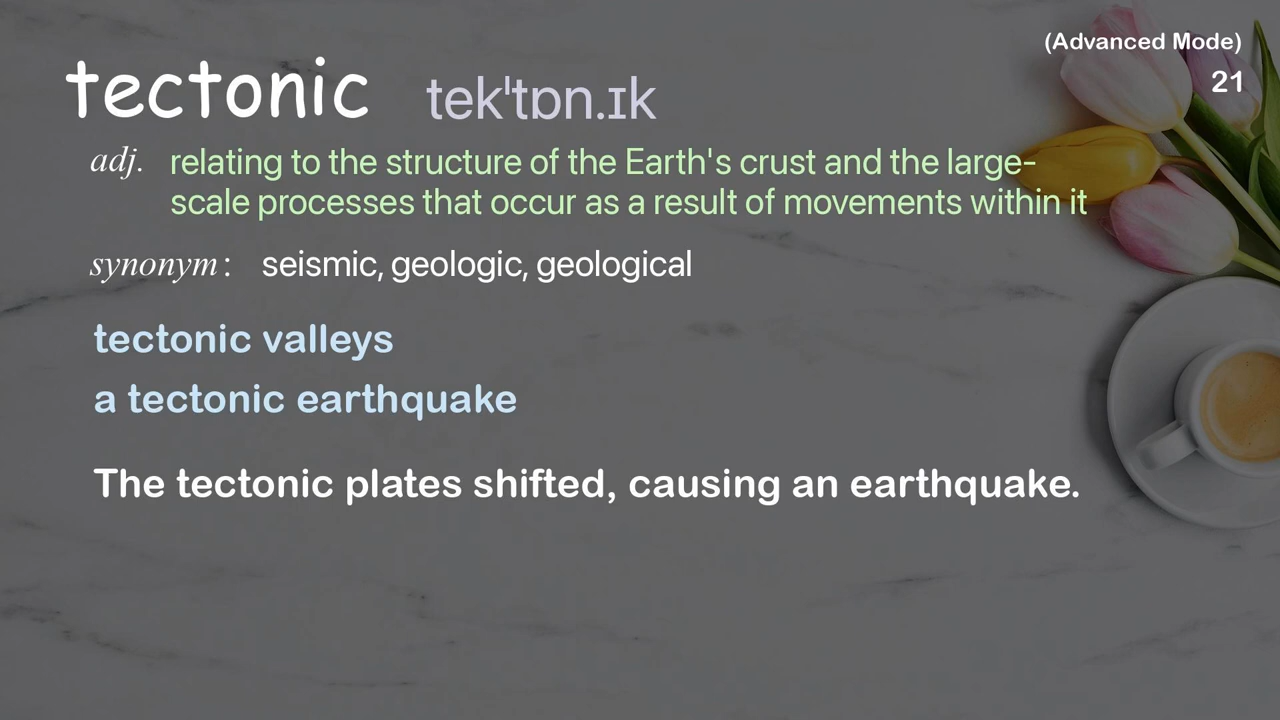 (Advanced Mode)
21
tectonic tek'tɒn.ɪk
adj. relating to the structure of the Earth's crust and the large-
scale processes that occur as a result of movements within it
synonym : seismic, geologic, geological
tectonic valleys
a tectonic earthquake
The tectonic plates shifted, causing an earthquake.